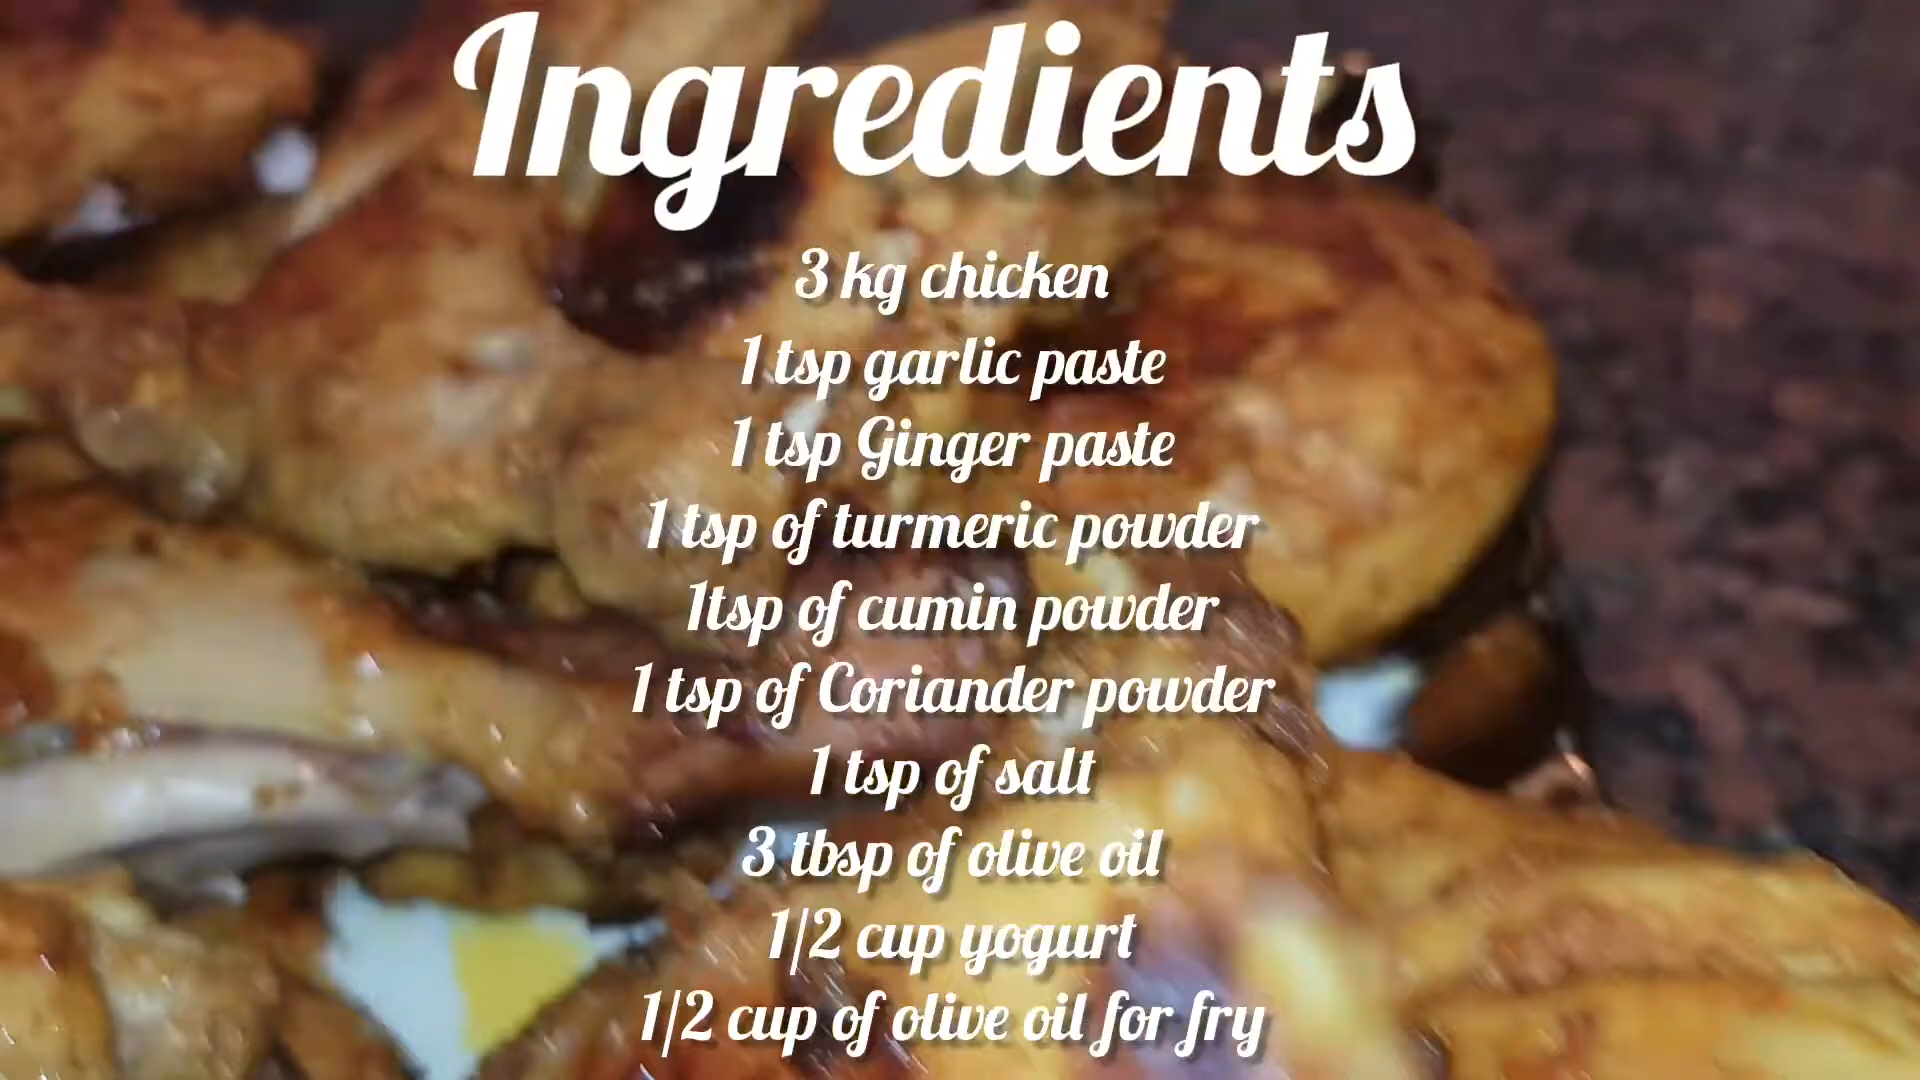 Ingredients
3 kg chicken
1 tsp garlic paste
1 tsp Ginger paste
1 tsp of turmeric powder
1tsp of cumin powder
1 tsp of Coriander powder
1 tsp of salt
3 tbsp of olive oil
1/2 cup yogurt
1/2 cup of olive oil for fry